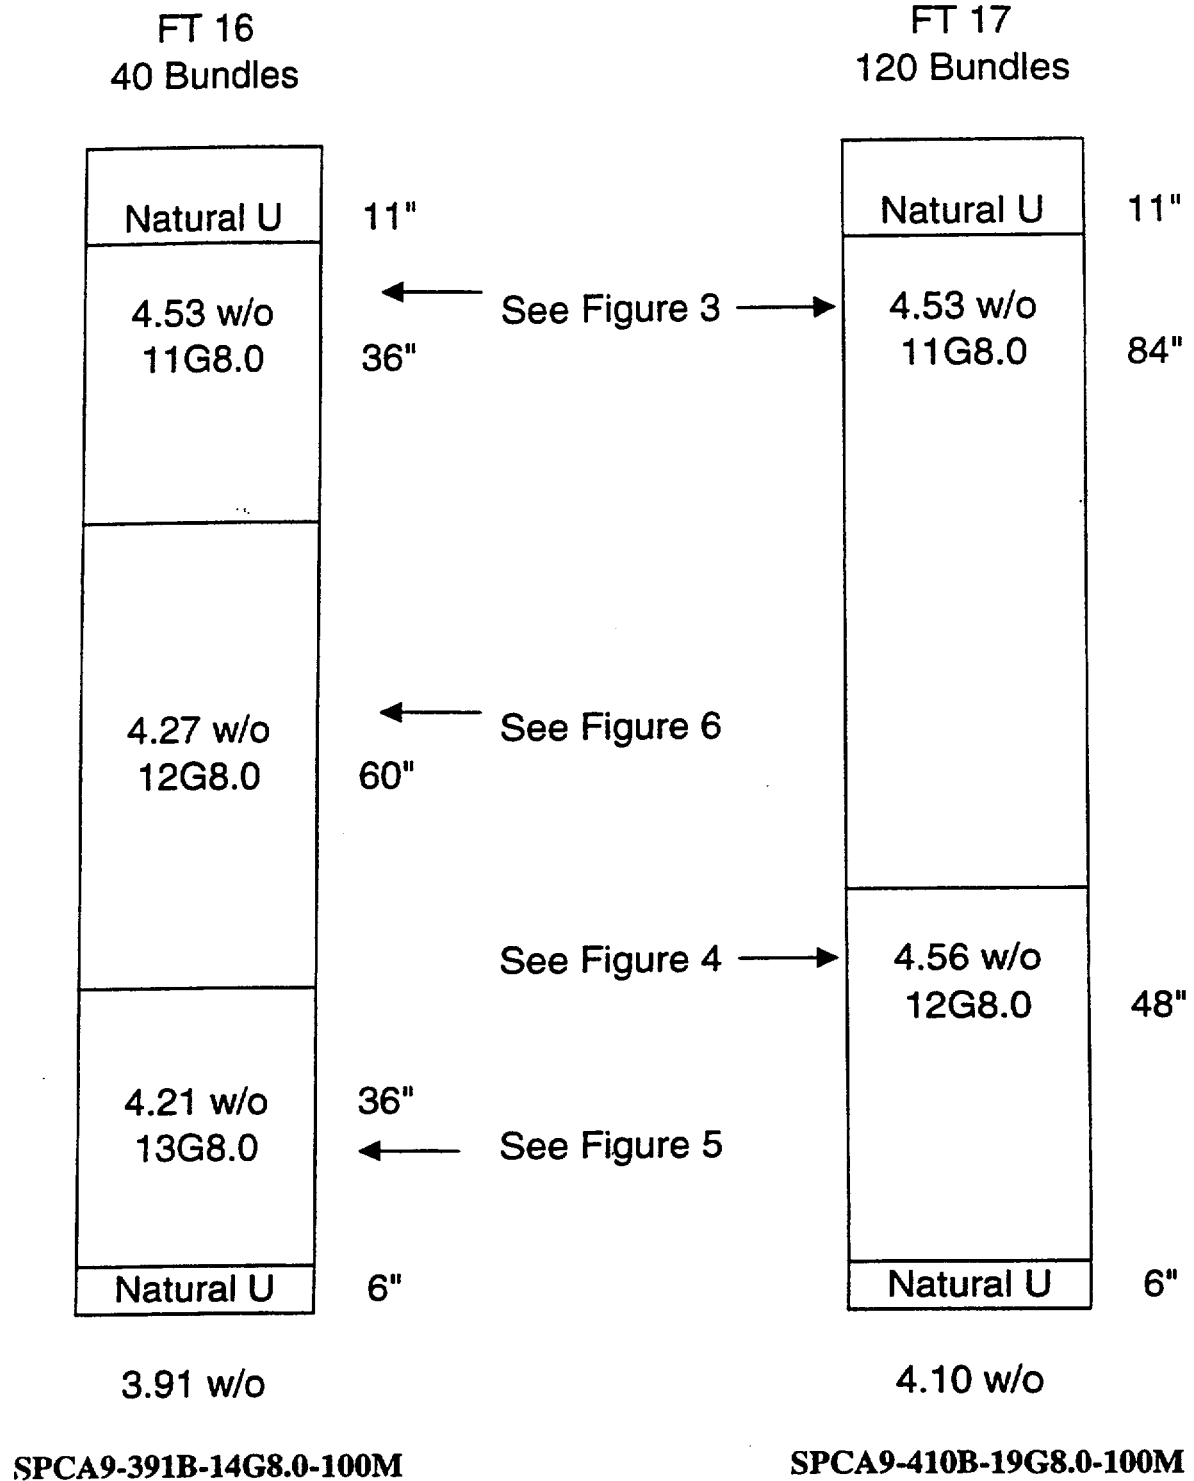 FT 16
40 Bundles
Natural U
11"
4.53 w/o
11G8.0
36"
4.27 w/o
12G8.0
60"
4.21 w/o
13G8.0
36"
Natural U
6"
3.91 w/o
SPCA9-391B-14G8.0-100M
See Figure 3
See Figure 6
See Figure 4
See Figure 5
FT 17
120 Bundles
Natural U
11"
4.53 w/o
11G8.0
84"
4.56 w/o
12G8.0
48"
Natural U
6"
4.10 w/o
SPCA9-410B-19G8.0-100M